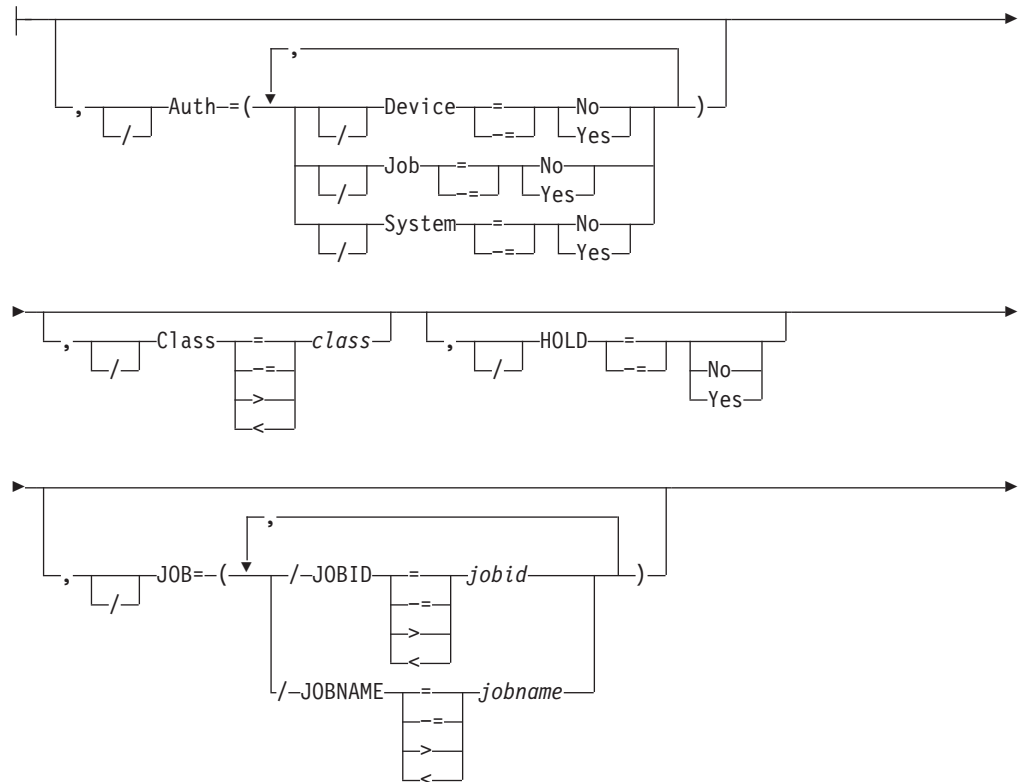 ,
, / Auth =( / Device = No )
/ -= Yes
/ Job = No
/ -= Yes
/ System = No
/ -= Yes
, / Class = class , / HOLD =
-= -= No
> Yes
<
,
, / JOB= ( / JOBID = jobid )
-=
>
<
/ JOBNAME = jobname
-=
>
<